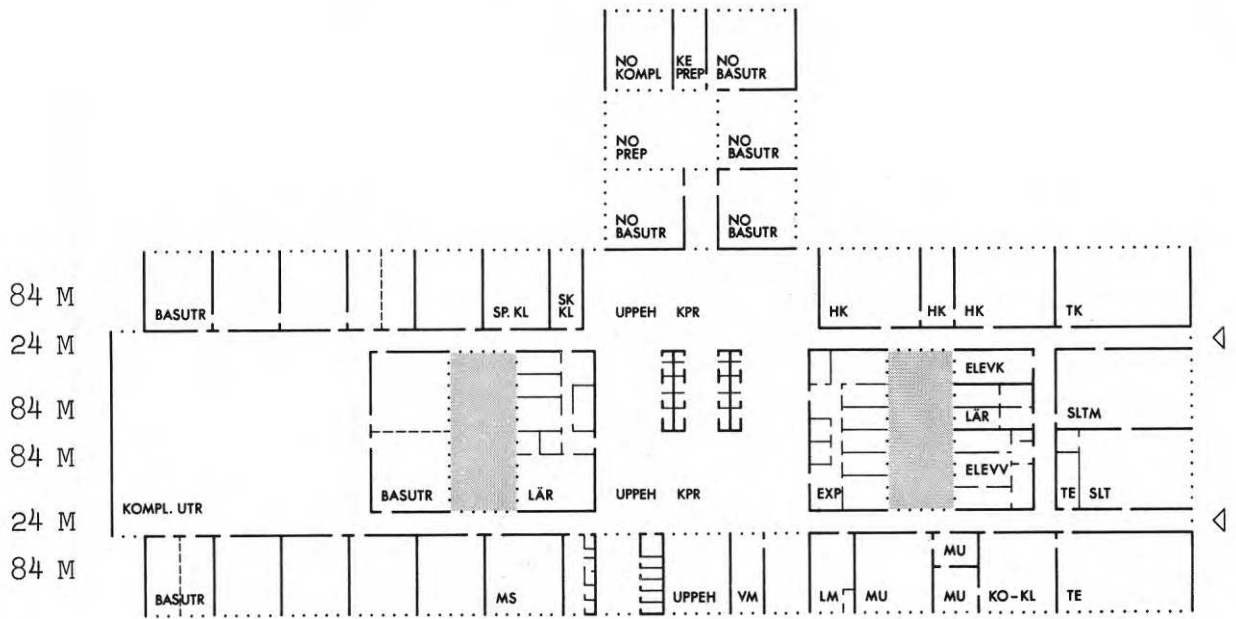 NO KE NO
KOMPL PREP BASUTR
NO NO
PREP BASUTR
NO NO
BASUTR BASUTR
84 M
BASUTR SP. KL SK KL UPPEH KPR HK HK HK TK
24 M
ELEVK
84 M
LÄR SLTM
84 M
ELEVV
BASUTR LÄR UPPEH KPR EXP TE SLT
KOMPL. UTR
24 M
MU
84 M
BASUTR MS UPPEH VM LM MU MU KO-KL TE